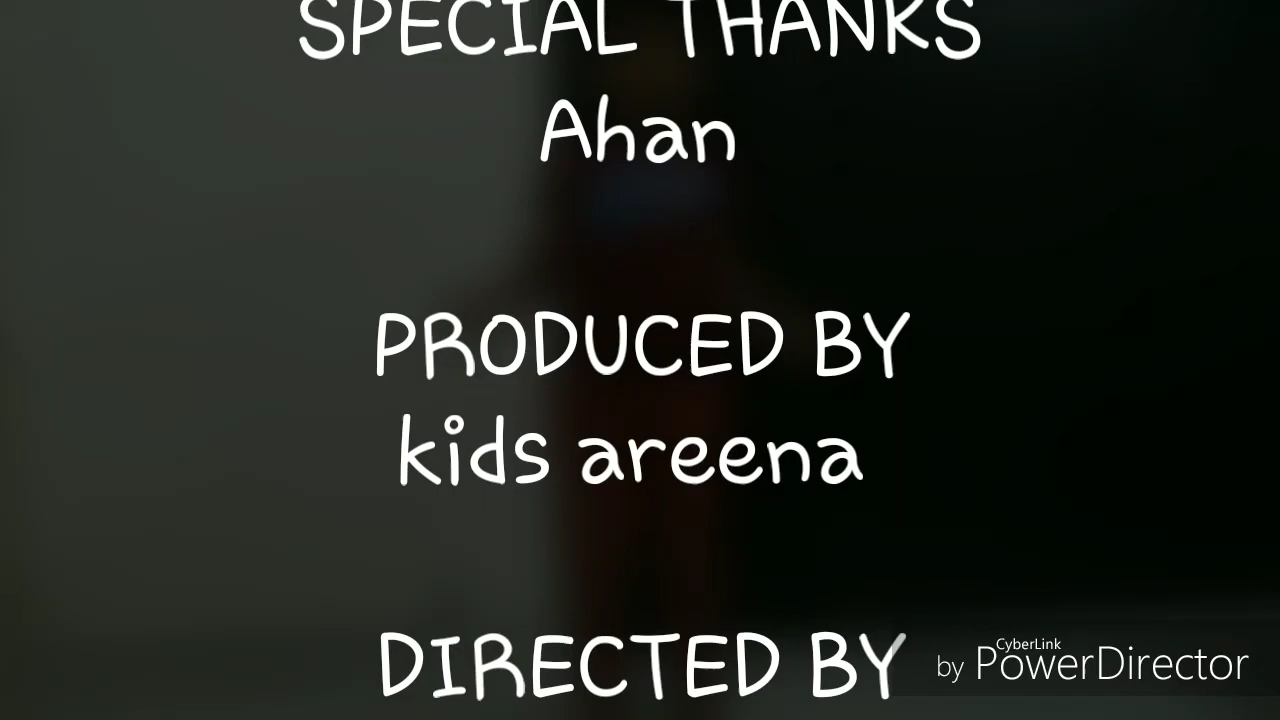 SPECIAL THANKS
Ahan
PRODUCED BY
kids areena
DIRECTED BY
CyberLink
by PowerDirector